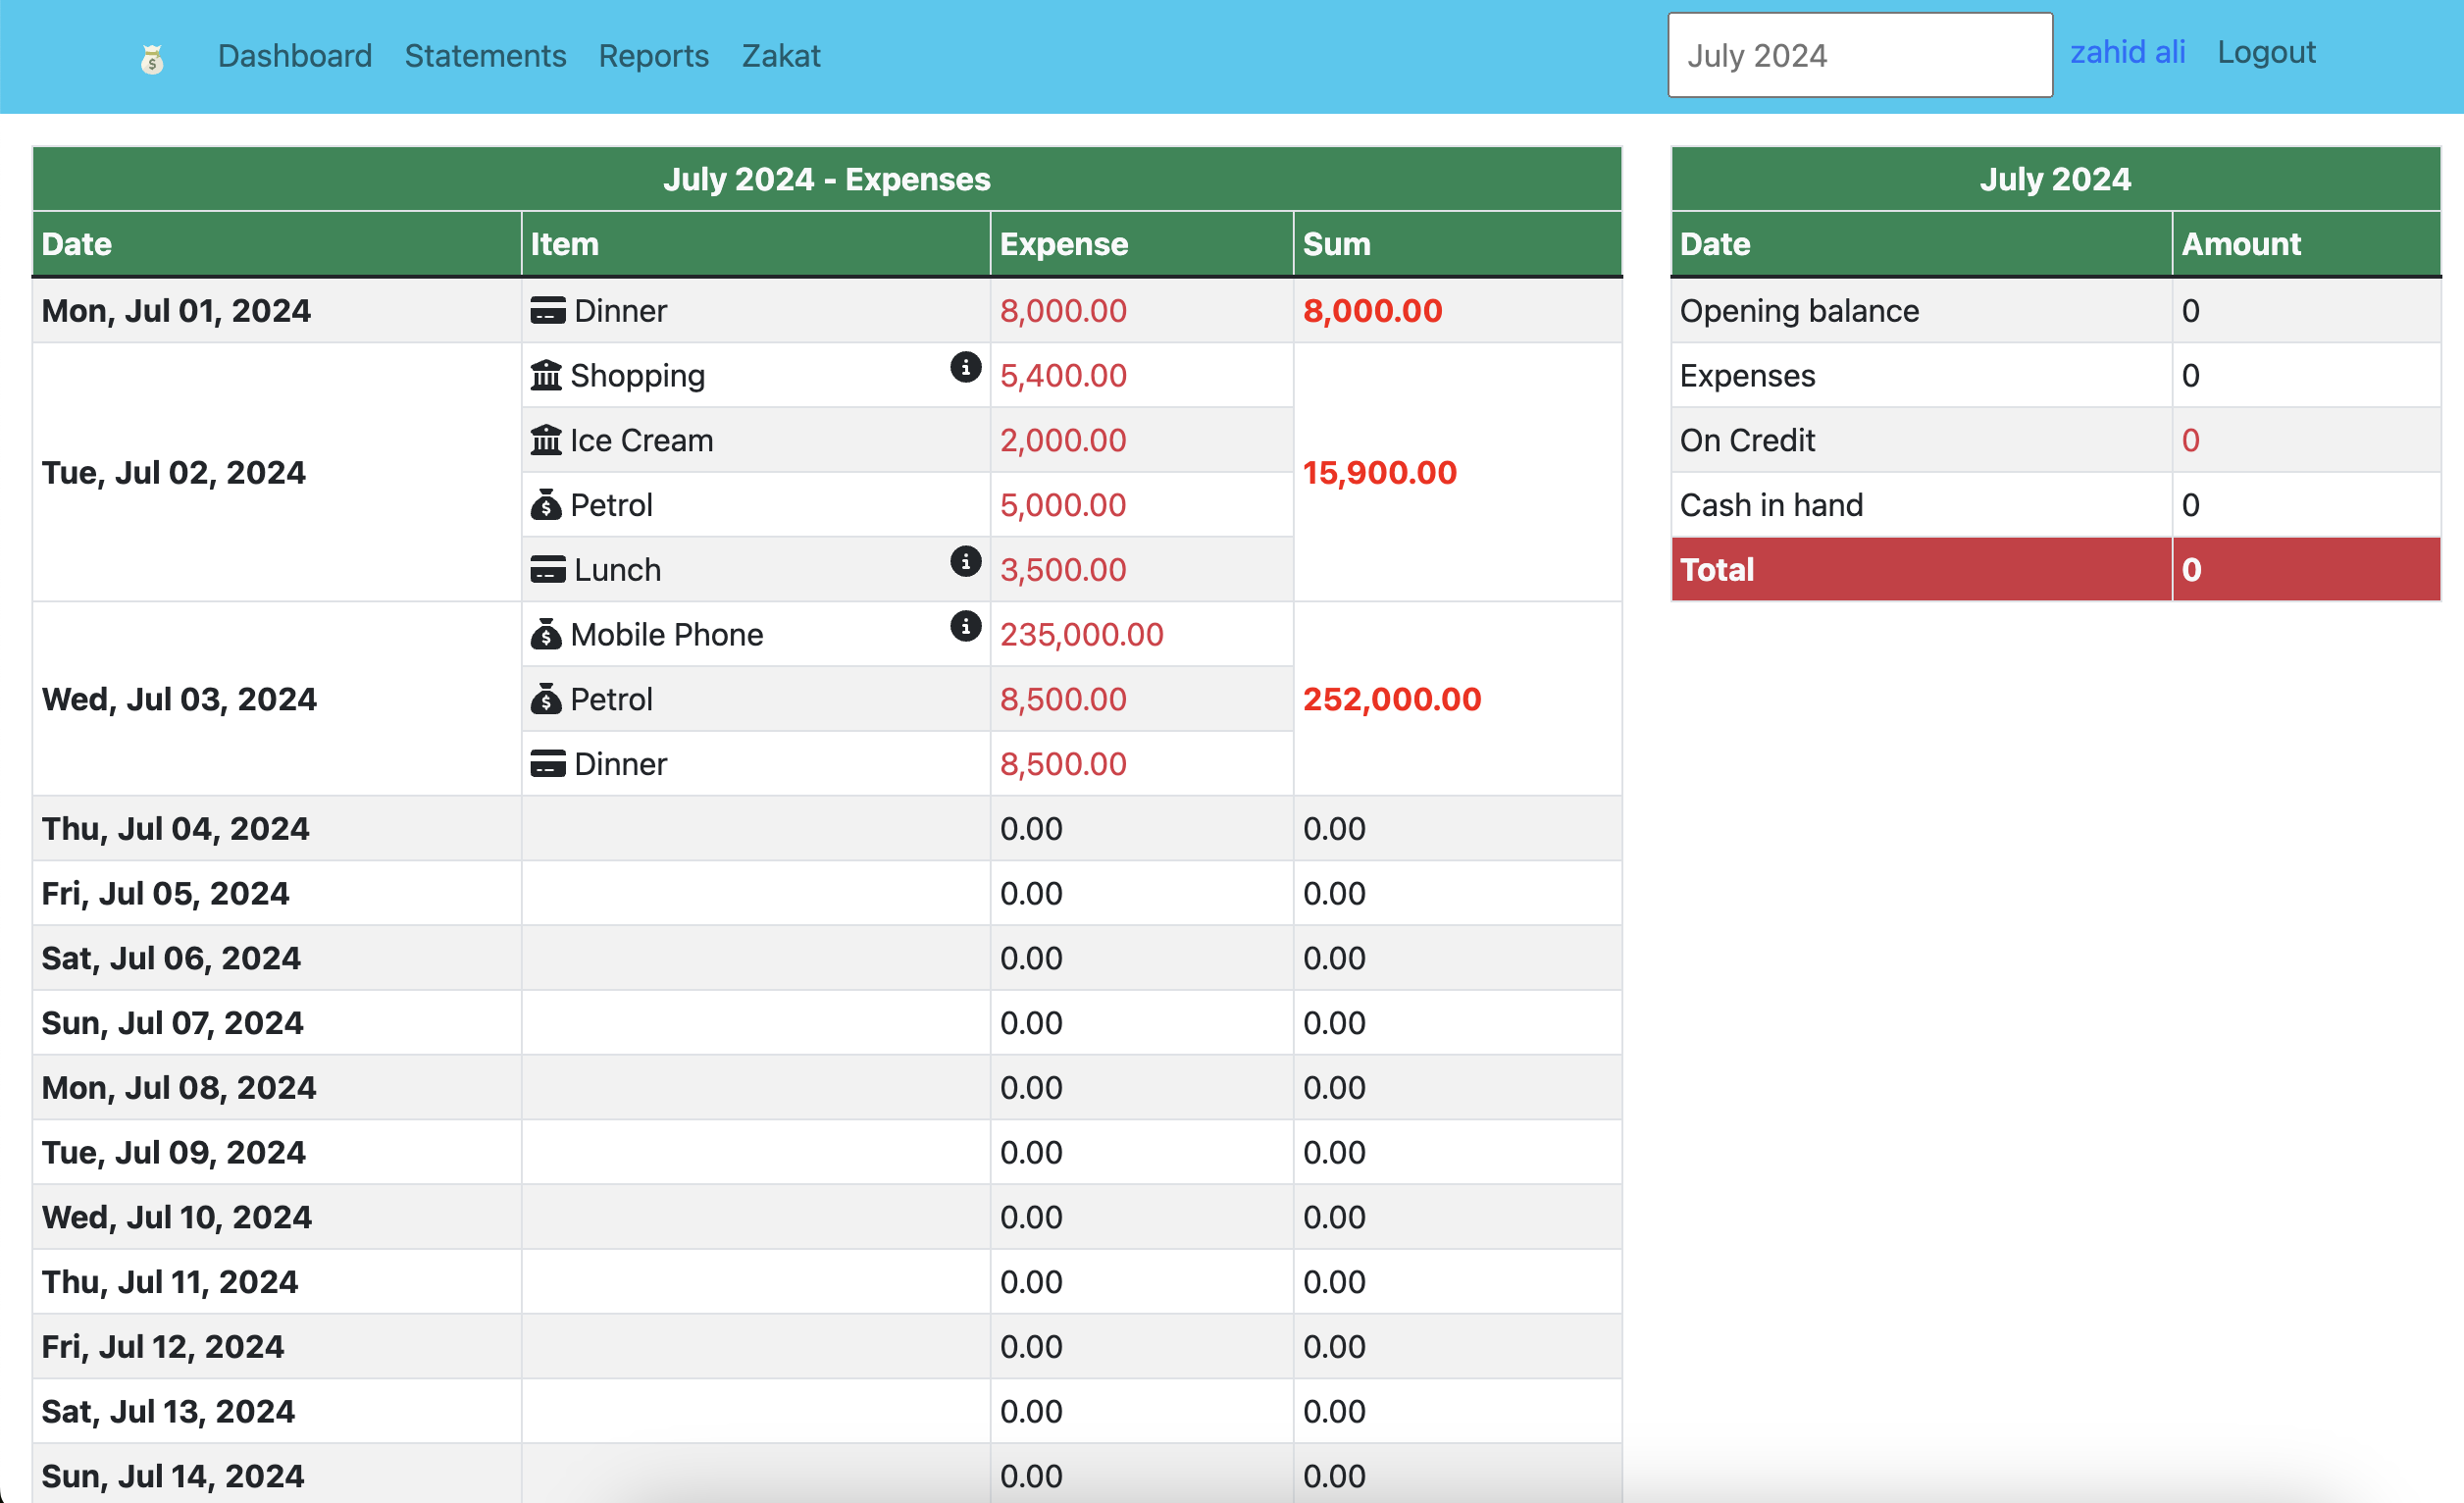 Dashboard Statements Reports Zakat July 2024 zahid ali Logout
July 2024 - Expenses
Date Item Expense Sum
Mon, Jul 01, 2024 Dinner 8,000.00 8,000.00
Tue, Jul 02, 2024 Shopping 5,400.00 15,900.00
Ice Cream 2,000.00
Petrol 5,000.00
Lunch 3,500.00
Wed, Jul 03, 2024 Mobile Phone 235,000.00 252,000.00
Petrol 8,500.00
Dinner 8,500.00
Thu, Jul 04, 2024 0.00 0.00
Fri, Jul 05, 2024 0.00 0.00
Sat, Jul 06, 2024 0.00 0.00
Sun, Jul 07, 2024 0.00 0.00
Mon, Jul 08, 2024 0.00 0.00
Tue, Jul 09, 2024 0.00 0.00
Wed, Jul 10, 2024 0.00 0.00
Thu, Jul 11, 2024 0.00 0.00
Fri, Jul 12, 2024 0.00 0.00
Sat, Jul 13, 2024 0.00 0.00
Sun, Jul 14, 2024 0.00 0.00
July 2024
Date Amount
Opening balance 0
Expenses 0
On Credit 0
Cash in hand 0
Total 0